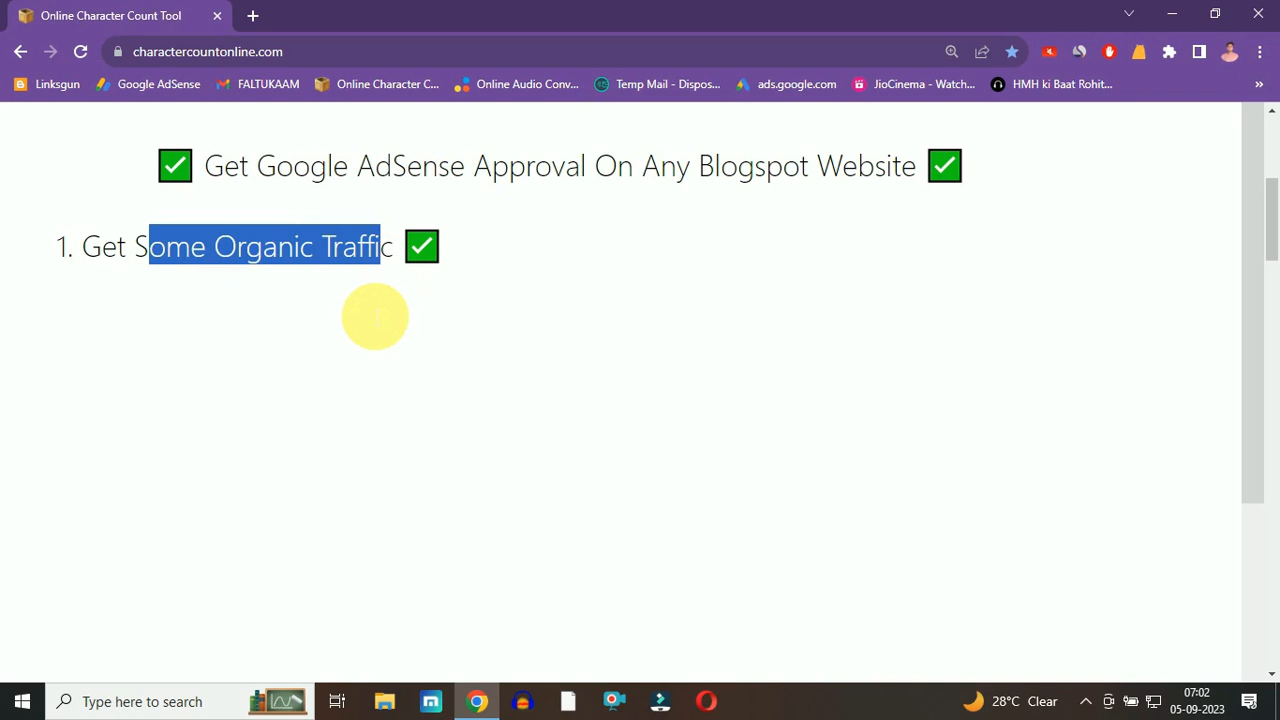 Online Character Count Tool
charactercountonline.com
Linksgun
Google AdSense
FALTUKAAM
Online Character C...
Online Audio Conv...
Temp Mail - Dispos...
ads.google.com
JioCinema - Watch...
HMH ki Baat Rohit...
»
✅ Get Google AdSense Approval On Any Blogspot Website ✅
1. Get Some Organic Traffic ✅
Type here to search
28°C Clear
07:02
05-09-2023